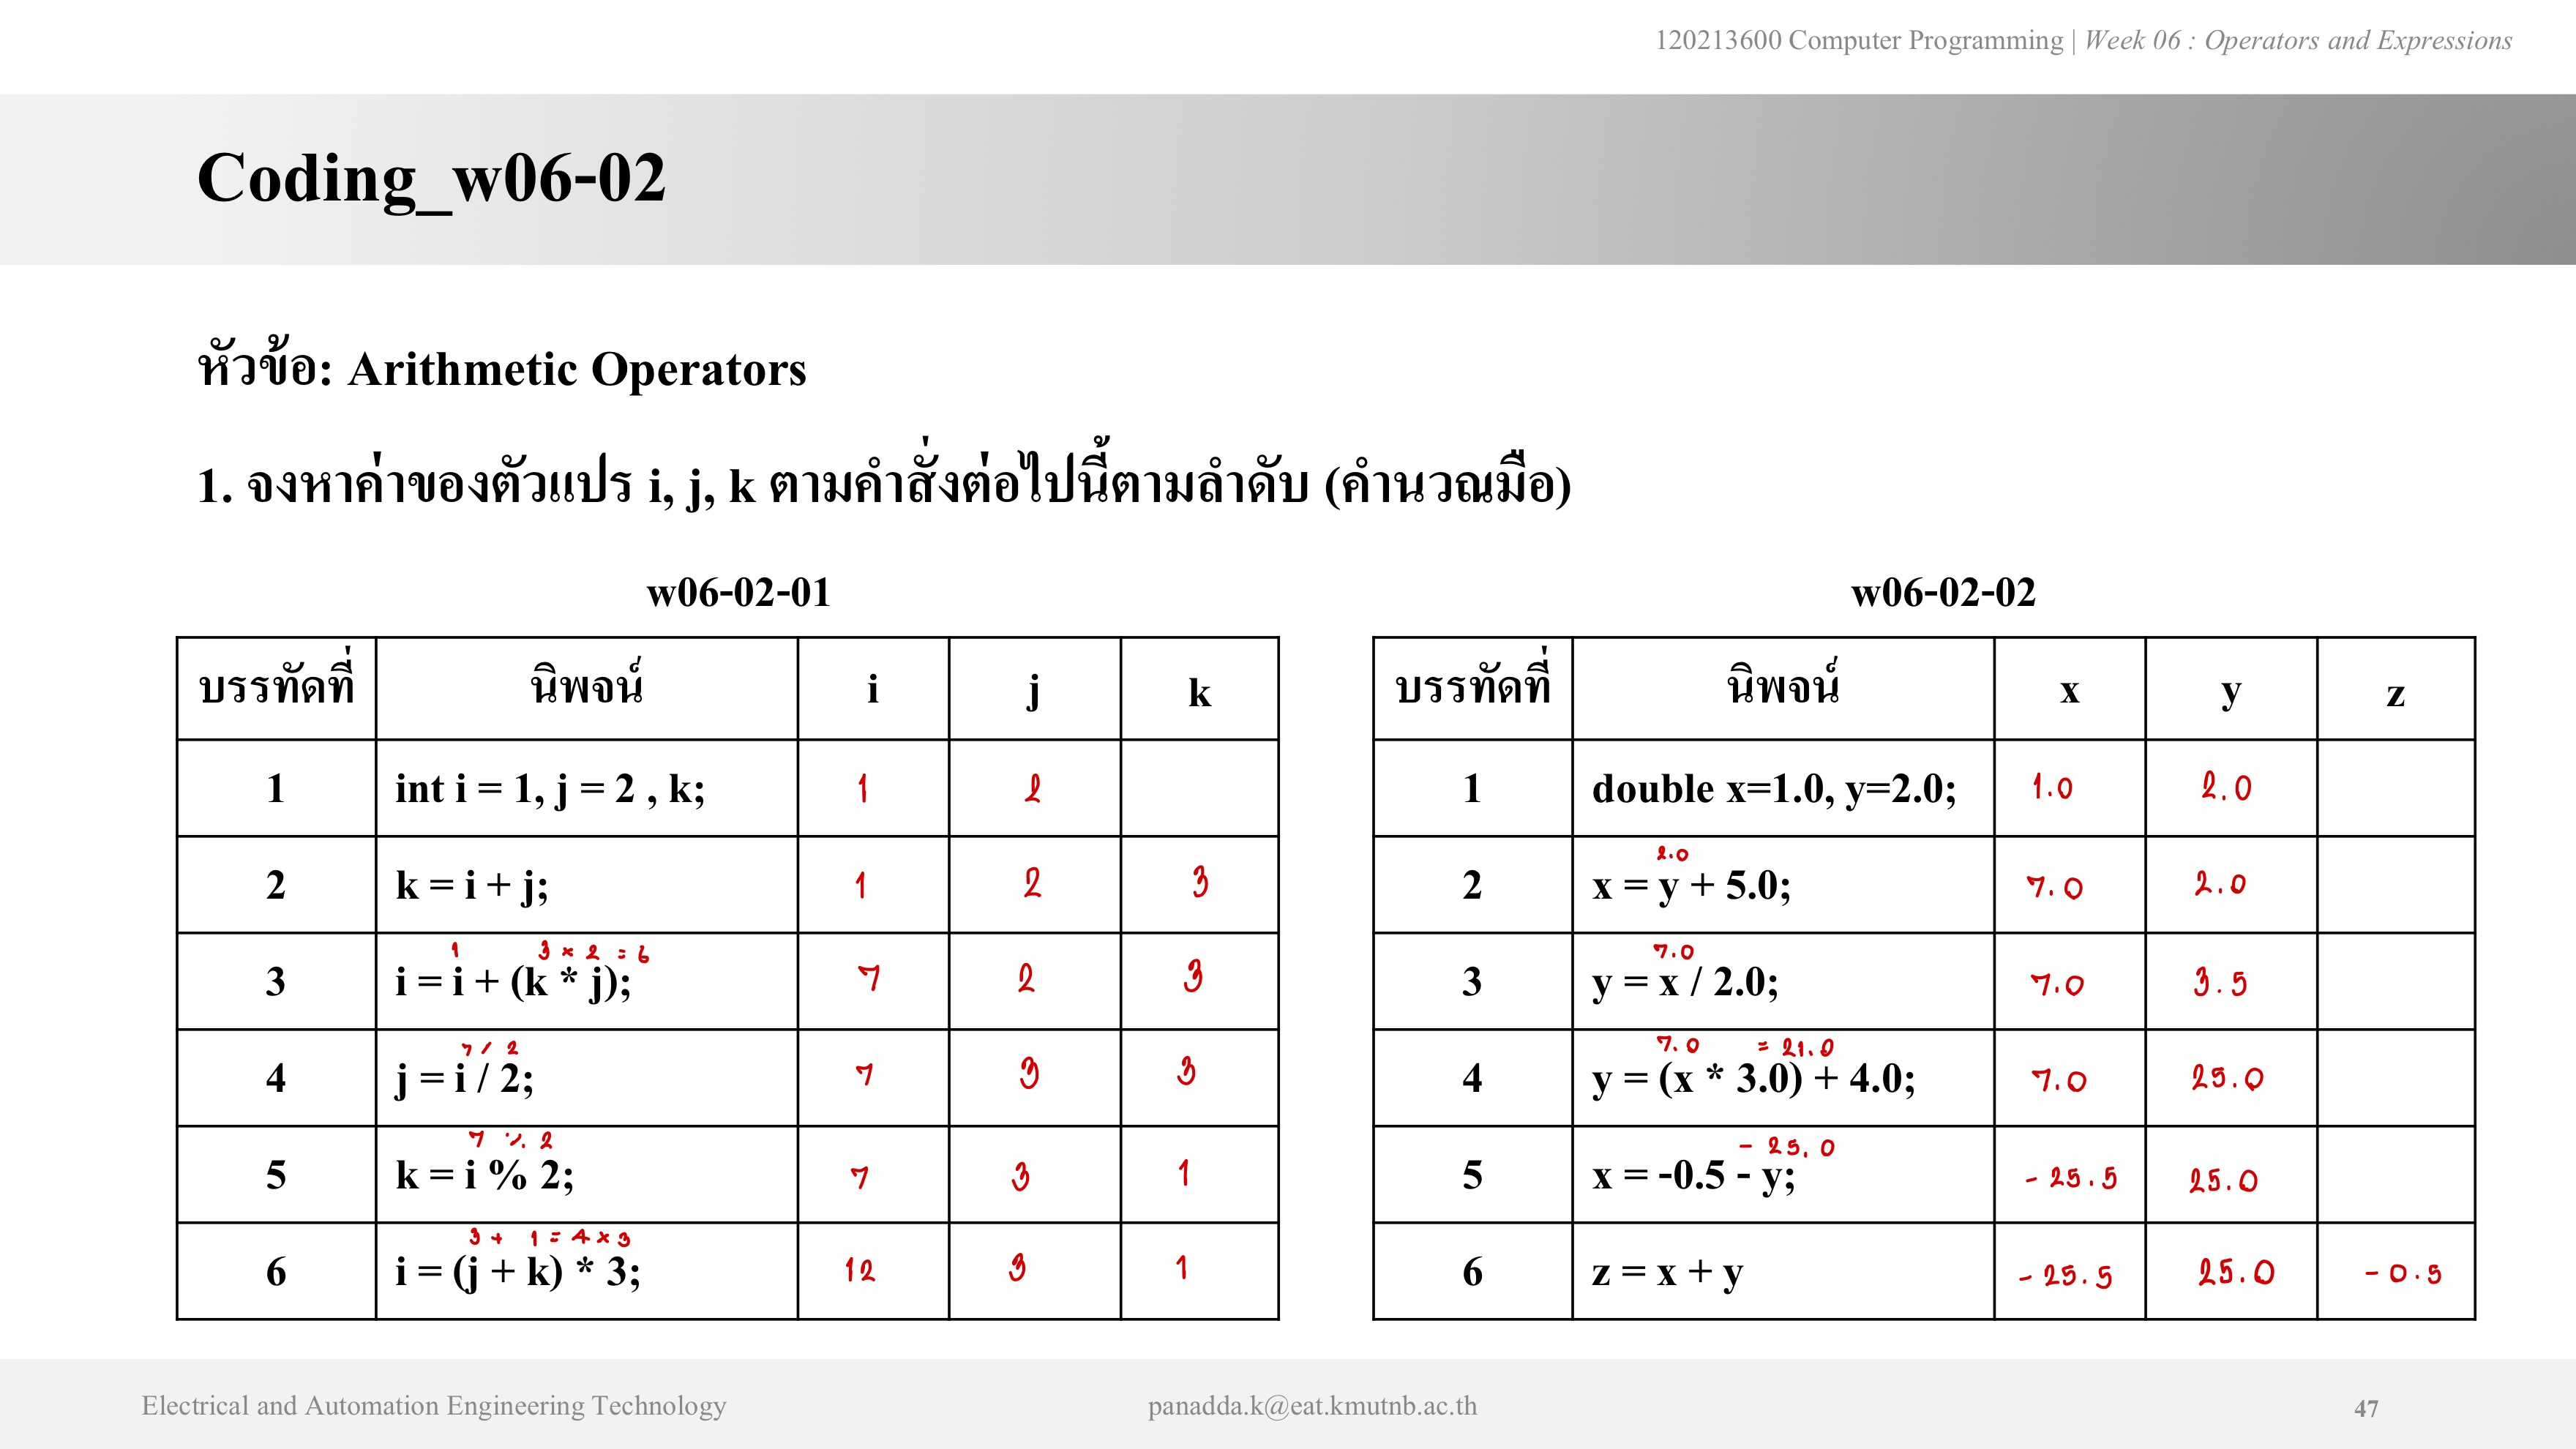 120213600 Computer Programming | Week 06 : Operators and Expressions
Coding_w06-02
หัวข้อ: Arithmetic Operators
1. จงหาค่าของตัวแปร i, j, k ตามคำสั่งต่อไปนี้ตามลำดับ (คำนวณมือ)
w06-02-01
บรรทัดที่ นิพจน์ i j k
1 int i = 1, j = 2 , k; 1 2
2 k = i + j; 1 2 3
1 3 × 2 = 6
3 i = i + (k * j); 7 2 3
7 / 2
4 j = i / 2; 7 3 3
7 % 2
5 k = i % 2; 7 3 1
3 + 1 = 4 × 3
6 i = (j + k) * 3; 12 3 1
w06-02-02
บรรทัดที่ นิพจน์ x y z
1 double x=1.0, y=2.0; 1.0 2.0
2.0
2 x = y + 5.0; 7.0 2.0
7.0
3 y = x / 2.0; 7.0 3.5
7.0 = 21.0
4 y = (x * 3.0) + 4.0; 7.0 25.0
- 25.0
5 x = -0.5 - y; -25.5 25.0
6 z = x + y -25.5 25.0 -0.5
Electrical and Automation Engineering Technology panadda.k@eat.kmutnb.ac.th 47